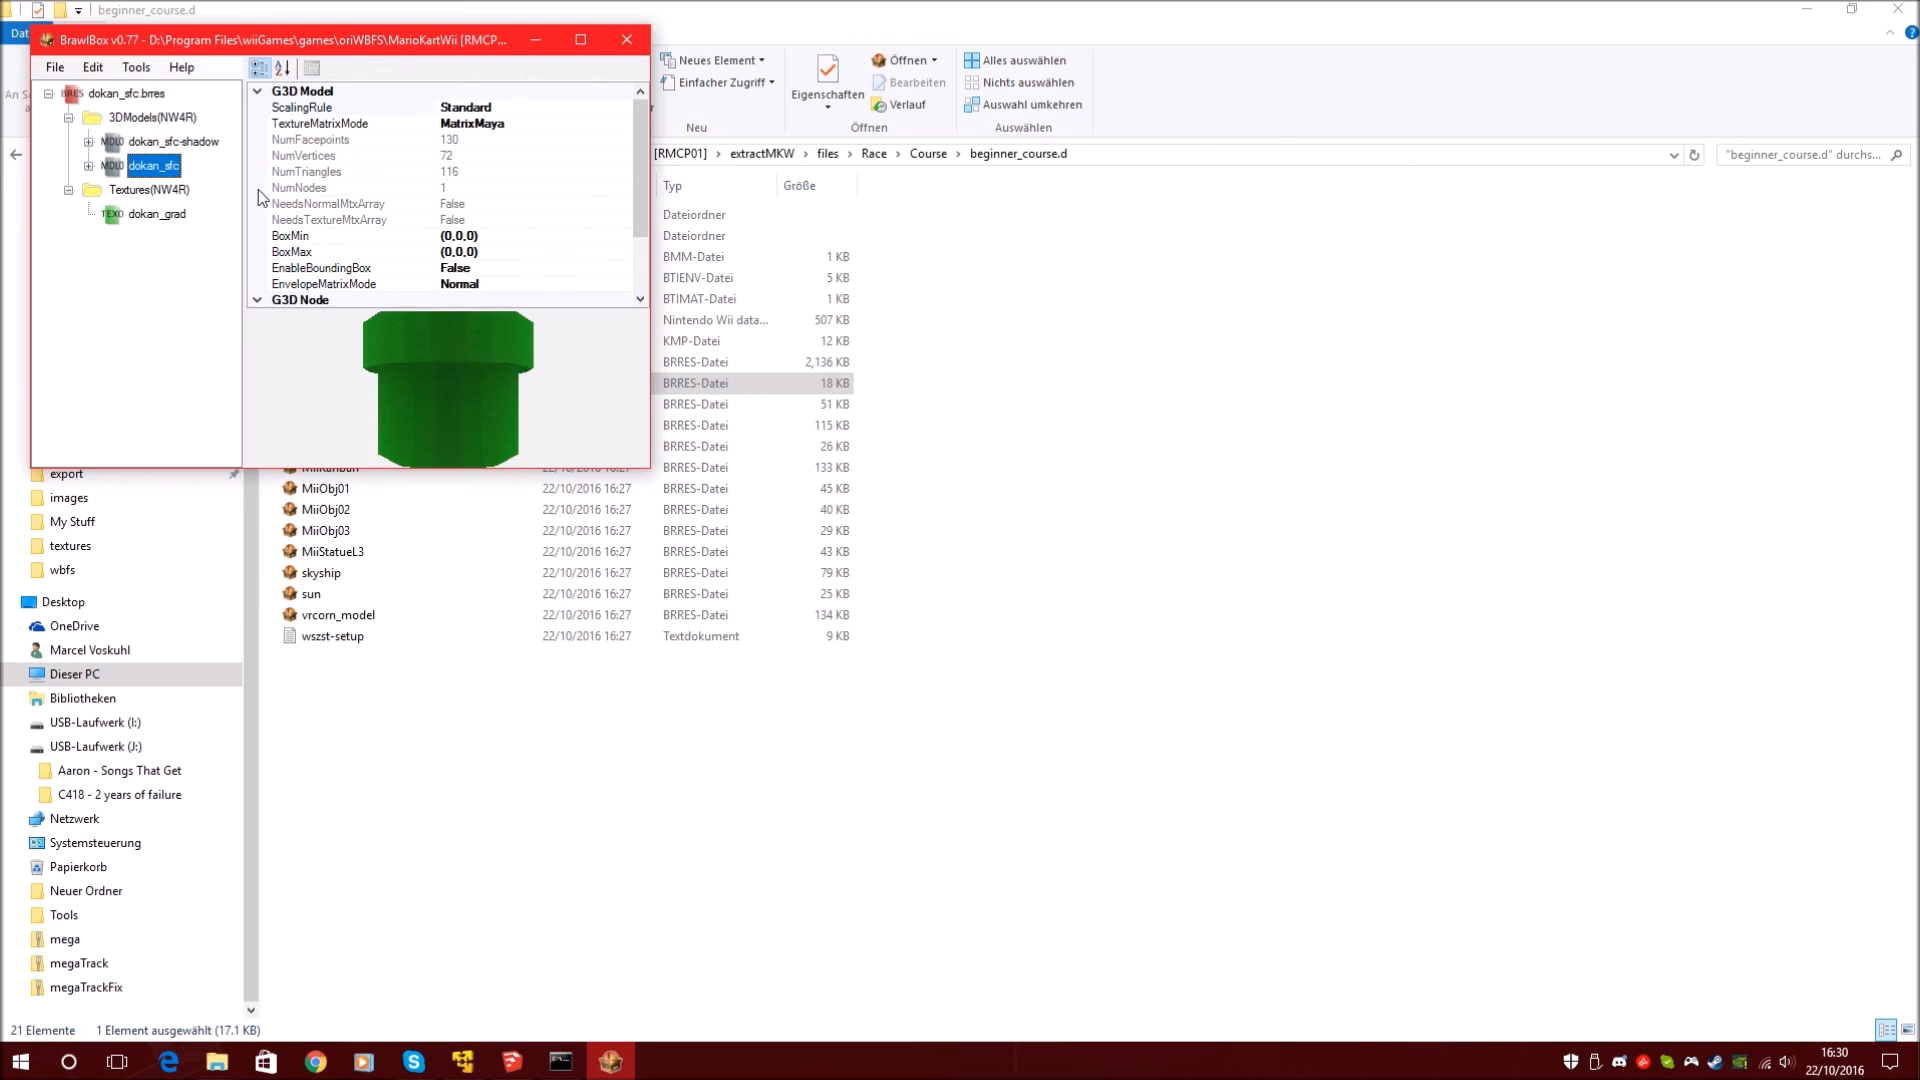 beginner_course.d
Dat
BrawlBox v0.77 - D:\Program Files\wiiGames\games\oriWBFS\MarioKartWii [RMCP...
File Edit Tools Help
dokan_sfc.brres
3DModels(NW4R)
dokan_sfc-shadow
dokan_sfc
Textures(NW4R)
dokan_grad
G3D Model
ScalingRule Standard
TextureMatrixMode MatrixMaya
NumFacepoints 130
NumVertices 72
NumTriangles 116
NumNodes 1
NeedsNormalMtxArray False
NeedsTextureMtxArray False
BoxMin (0,0,0)
BoxMax (0,0,0)
EnableBoundingBox False
EnvelopeMatrixMode Normal
G3D Node
An S
Neues Element
Einfacher Zugriff
Neu
Eigenschaften
Öffnen
Bearbeiten
Verlauf
Öffnen
Alles auswählen
Nichts auswählen
Auswahl umkehren
Auswählen
[RMCP01] > extractMKW > files > Race > Course > beginner_course.d
"beginner_course.d" durchs...
Typ Größe
Dateiordner
Dateiordner
BMM-Datei 1 KB
BTIENV-Datei 5 KB
BTIMAT-Datei 1 KB
Nintendo Wii data... 507 KB
KMP-Datei 12 KB
BRRES-Datei 2,136 KB
BRRES-Datei 18 KB
BRRES-Datei 51 KB
BRRES-Datei 115 KB
BRRES-Datei 26 KB
BRRES-Datei 133 KB
MiiObj01 22/10/2016 16:27 BRRES-Datei 45 KB
MiiObj02 22/10/2016 16:27 BRRES-Datei 40 KB
MiiObj03 22/10/2016 16:27 BRRES-Datei 29 KB
MiiStatueL3 22/10/2016 16:27 BRRES-Datei 43 KB
skyship 22/10/2016 16:27 BRRES-Datei 79 KB
sun 22/10/2016 16:27 BRRES-Datei 25 KB
vrcorn_model 22/10/2016 16:27 BRRES-Datei 134 KB
wszst-setup 22/10/2016 16:27 Textdokument 9 KB
export
images
My Stuff
textures
wbfs
Desktop
OneDrive
Marcel Voskuhl
Dieser PC
Bibliotheken
USB-Laufwerk (I:)
USB-Laufwerk (J:)
Aaron - Songs That Get
C418 - 2 years of failure
Netzwerk
Systemsteuerung
Papierkorb
Neuer Ordner
Tools
mega
megaTrack
megaTrackFix
21 Elemente 1 Element ausgewählt (17.1 KB)
16:30
22/10/2016